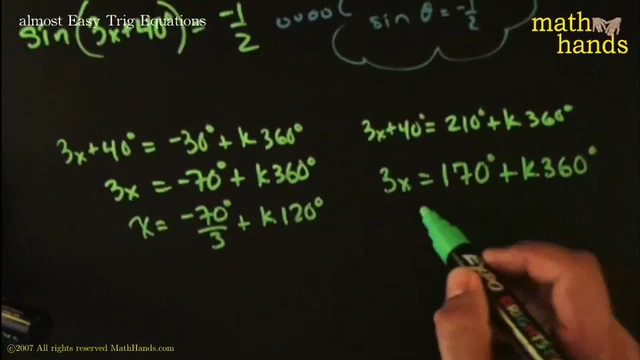 almost Easy Trig Equations
sin(3x+40°) = -1/2
sin θ = -1/2
math
hands
3x+40° = -30° + k360°
3x = -70° + k360°
x = -70°/3 + k120°
3x+40° = 210° + k360°
3x = 170° + k360°
©2007 All rights reserved MathHands.com